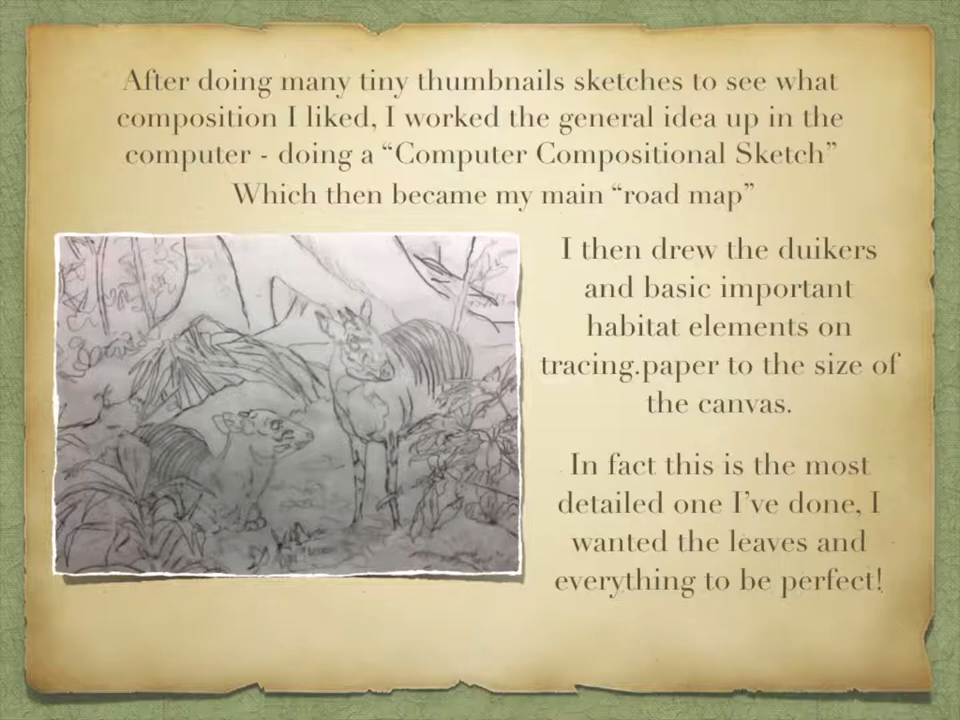 After doing many tiny thumbnails sketches to see what
composition I liked, I worked the general idea up in the
computer - doing a “Computer Compositional Sketch”
Which then became my main “road map”
I then drew the duikers
and basic important
habitat elements on
tracing.paper to the size of
the canvas.
In fact this is the most
detailed one I’ve done, I
wanted the leaves and
everything to be perfect!